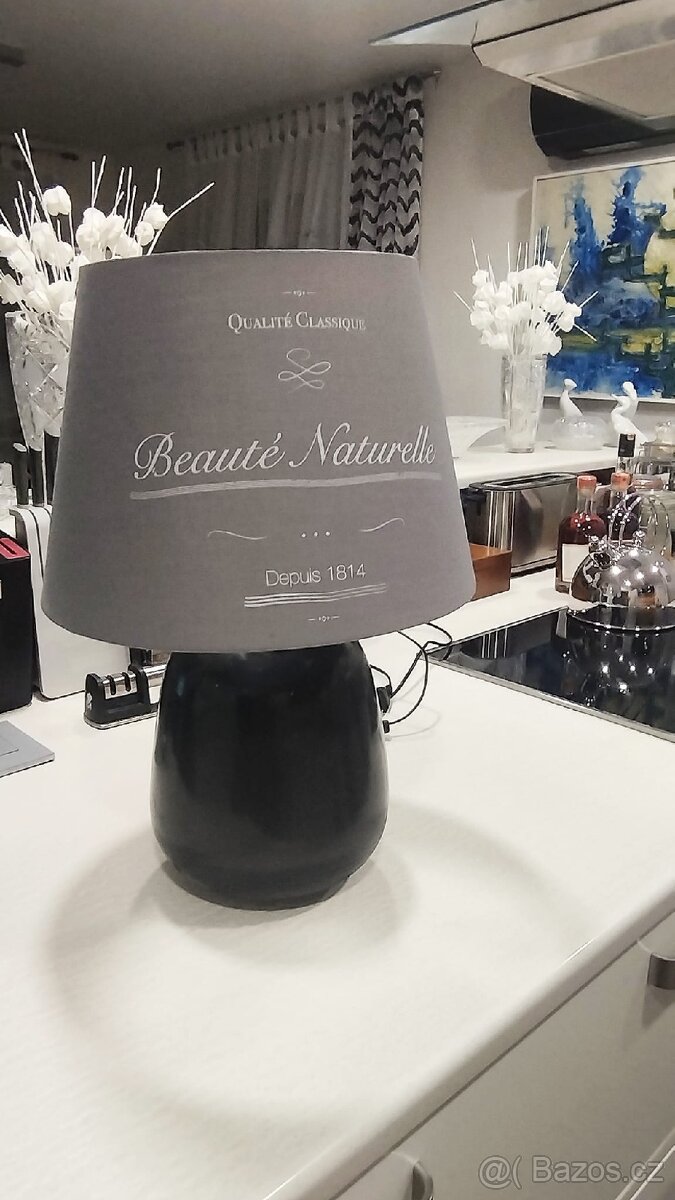 QUALITÉ CLASSIQUE
Beauté Naturelle
Depuis 1814
@( Bazos.cz